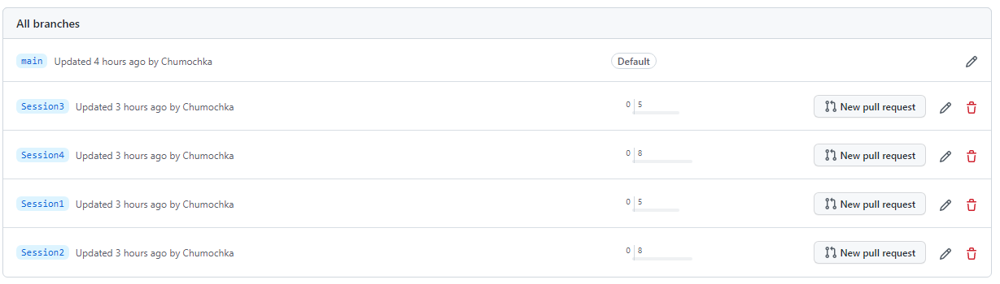 All branches
main Updated 4 hours ago by Chumochka Default
Session3 Updated 3 hours ago by Chumochka 0 5 New pull request
Session4 Updated 3 hours ago by Chumochka 0 8 New pull request
Session1 Updated 3 hours ago by Chumochka 0 5 New pull request
Session2 Updated 3 hours ago by Chumochka 0 8 New pull request